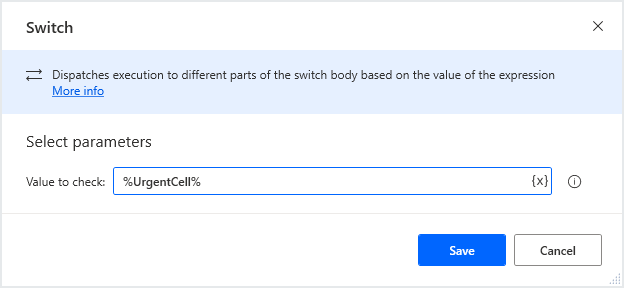 Switch
Dispatches execution to different parts of the switch body based on the value of the expression
More info
Select parameters
Value to check: %UrgentCell% {x}
Save Cancel